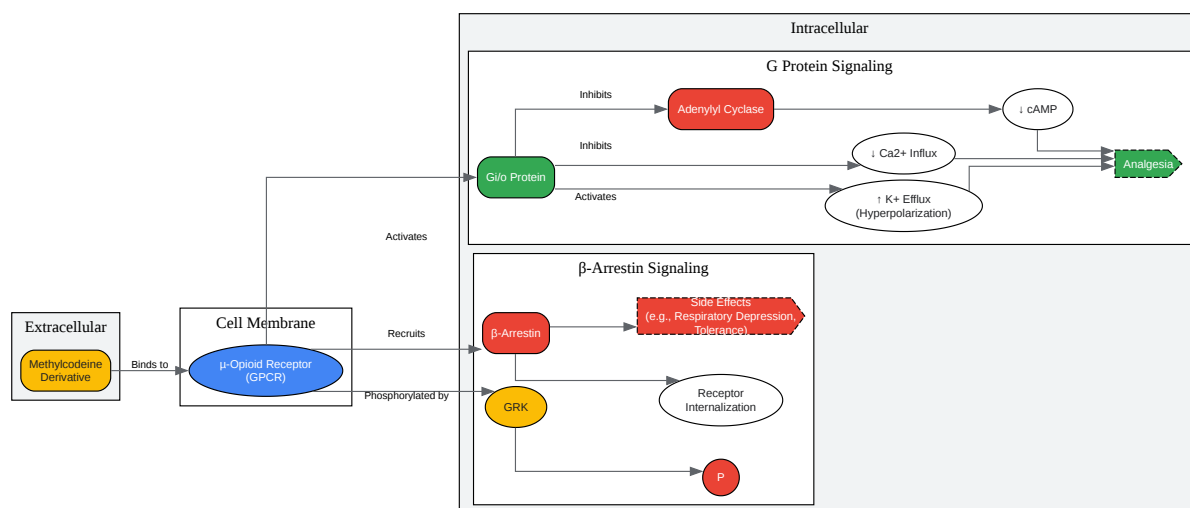 Intracellular
G Protein Signaling
Inhibits
Adenylyl Cyclase
↓ cAMP
Inhibits
↓ Ca2+ Influx
Analgesia
Gi/o Protein
Activates
↑ K+ Efflux
(Hyperpolarization)
Activates
β-Arrestin Signaling
Side Effects
(e.g., Respiratory Depression,
Tolerance)
β-Arrestin
Recruits
Extracellular
Cell Membrane
Methylcodeine
Derivative
Binds to
μ-Opioid Receptor
(GPCR)
Phosphorylated by
GRK
Receptor
Internalization
P